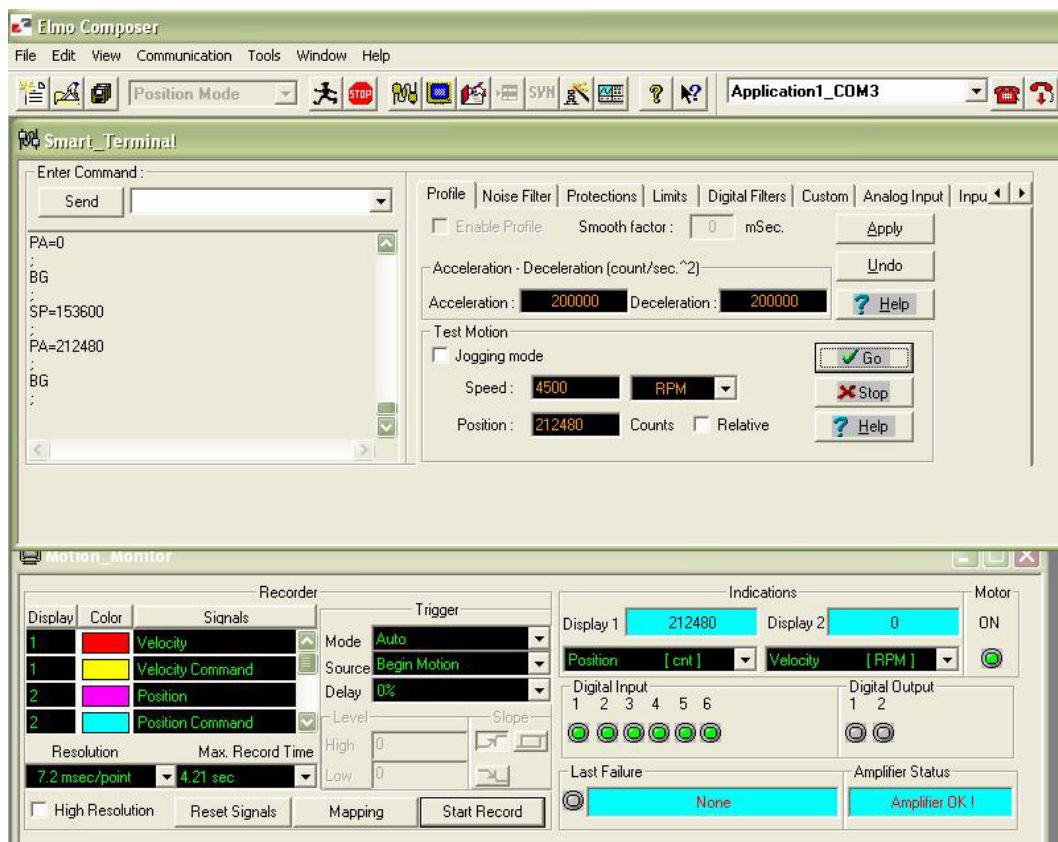 Elmo Composer
File Edit View Communication Tools Window Help
Position Mode STOP SYN ? ? Application1_COM3
Smart_Terminal
Enter Command :
Send
PA=0
;
BG
;
SP=153600
;
PA=212480
;
BG
;
Profile Noise Filter Protections Limits Digital Filters Custom Analog Input Inpu
Enable Profile Smooth factor : 0 mSec. Apply
Undo
Acceleration - Deceleration (count/sec.^2)
Acceleration : 200000 Deceleration : 200000 ? Help
Test Motion
Jogging mode Go
Speed : 4500 RPM Stop
Position : 212480 Counts Relative ? Help
Motion_Monitor
Recorder
Display Color Signals
1 Velocity
1 Velocity Command
2 Position
2 Position Command
Resolution Max. Record Time
7.2 msec/point 4.21 sec
High Resolution Reset Signals Mapping Start Record
Trigger
Mode Auto
Source Begin Motion
Delay 0%
Level Slope
High 0
Low 0
Indications
Display 1 212480 Display 2 0
Position [ cnt ] Velocity [ RPM ]
Motor
ON
Digital Input
1 2 3 4 5 6
Digital Output
1 2
Last Failure
None
Amplifier Status
Amplifier OK !